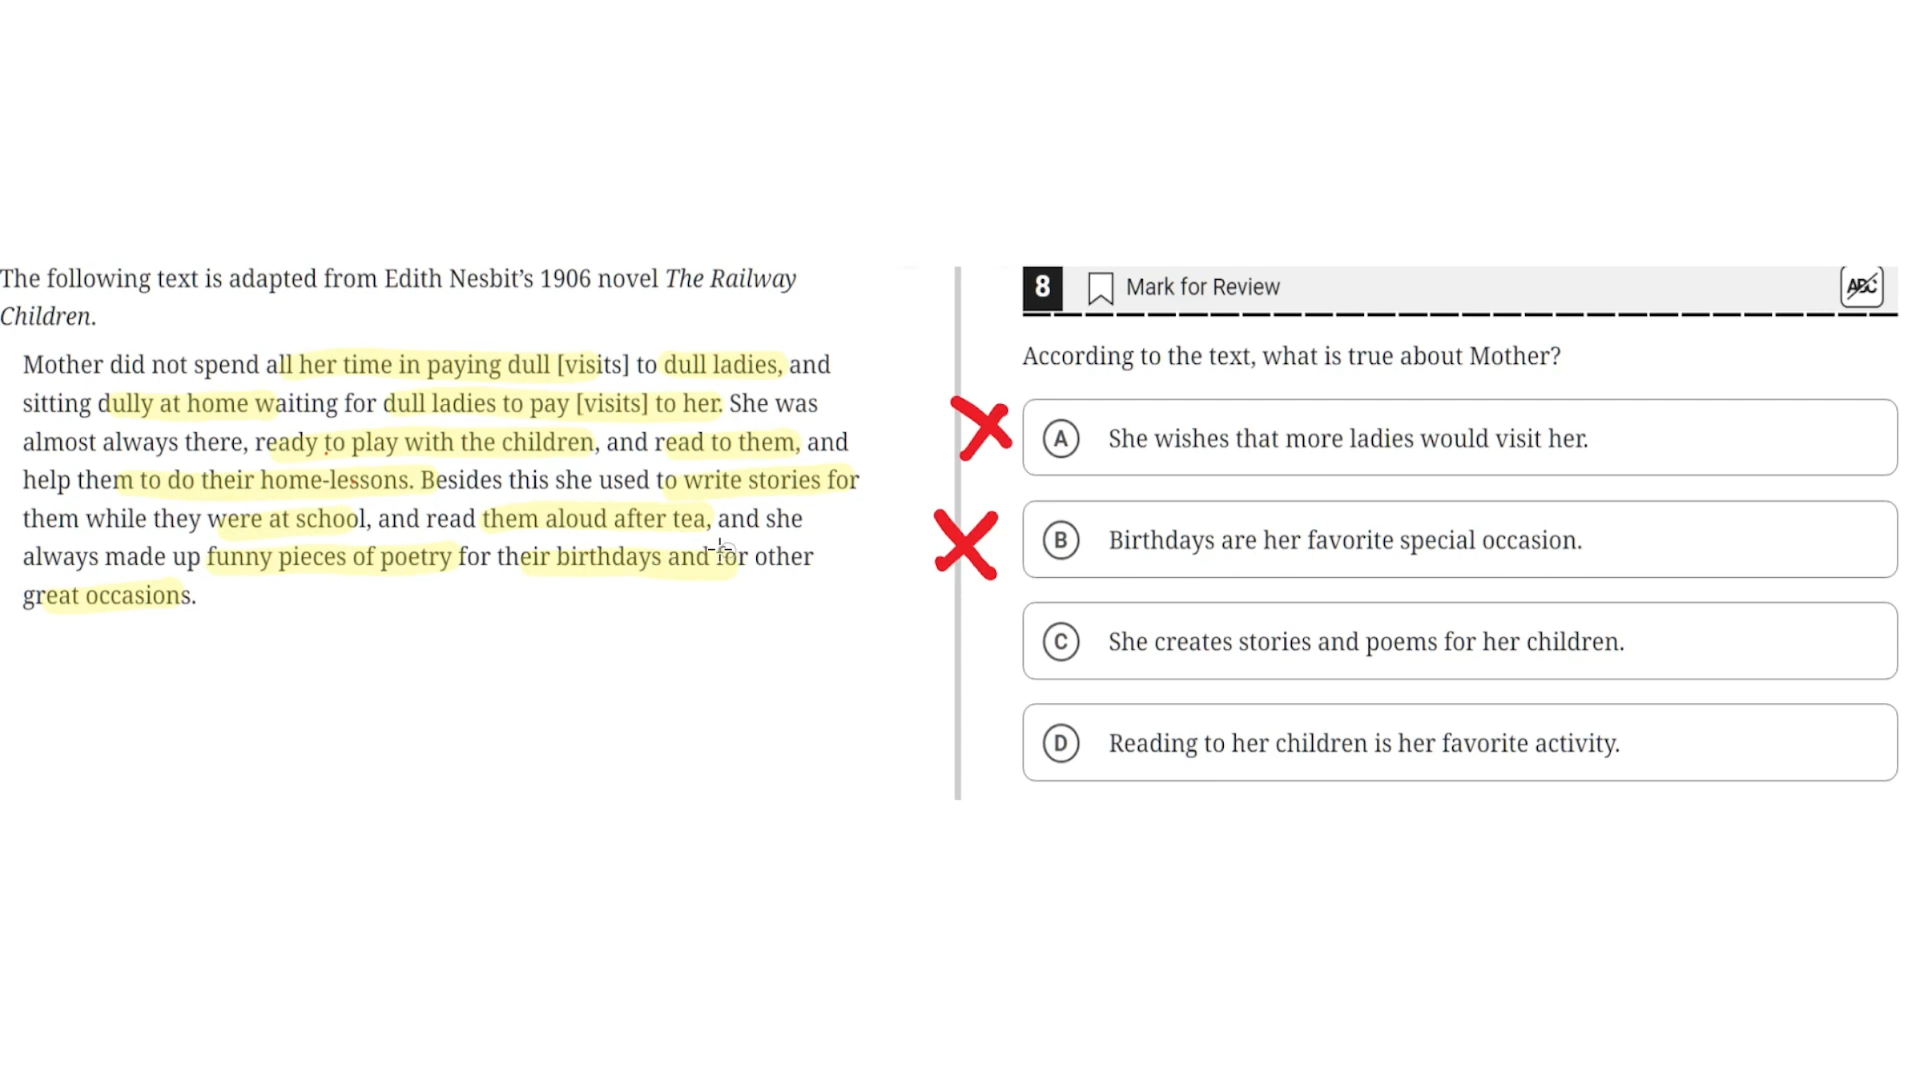 The following text is adapted from Edith Nesbit’s 1906 novel The Railway
Children.
Mother did not spend all her time in paying dull [visits] to dull ladies, and
sitting dully at home waiting for dull ladies to pay [visits] to her. She was
almost always there, ready to play with the children, and read to them, and
help them to do their home-lessons. Besides this she used to write stories for
them while they were at school, and read them aloud after tea, and she
always made up funny pieces of poetry for their birthdays and for other
great occasions.
8 Mark for Review ABC
According to the text, what is true about Mother?
A She wishes that more ladies would visit her.
B Birthdays are her favorite special occasion.
C She creates stories and poems for her children.
D Reading to her children is her favorite activity.